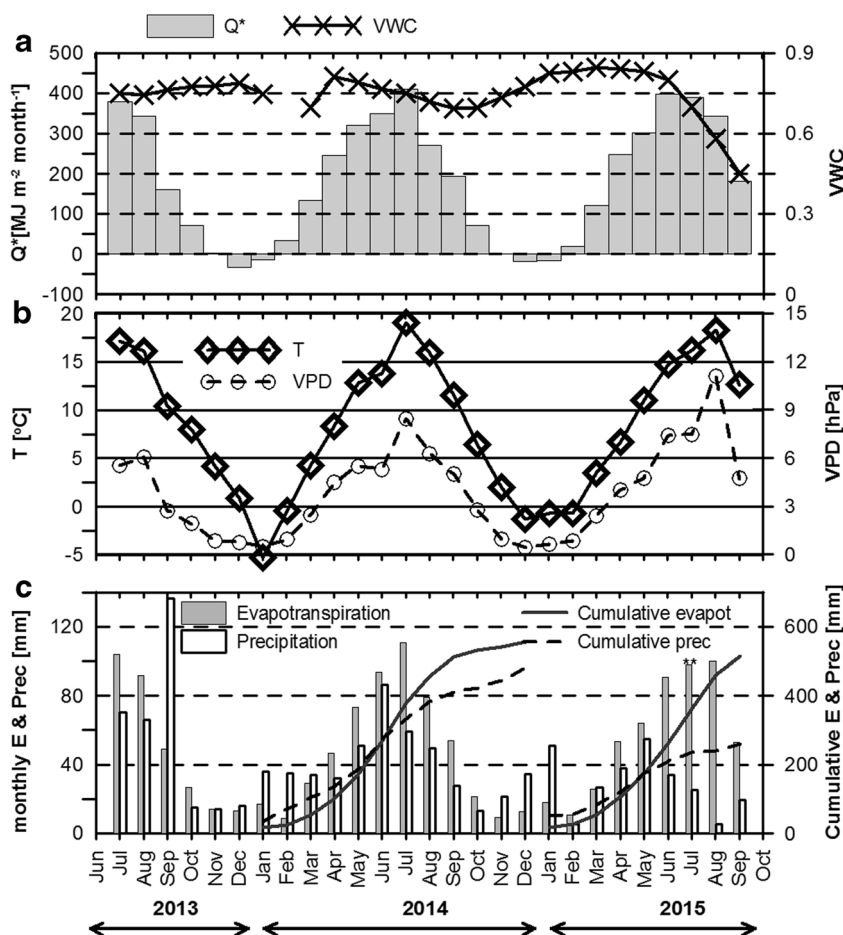 Q* VWC
a
500 0.9
400
300 0.6
200
100 0.3
0
-100 0
Q*[MJ m⁻² month⁻¹]
VWC
b
20 15
15 12
10 9
5 6
0 3
-5 0
T
VPD
T [ºC]
VPD [hPa]
c
Evapotranspiration Cumulative evapot
Precipitation Cumulative prec
120 600
80 400
40 200
0 0
**
monthly E & Prec [mm]
Cumulative E & Prec [mm]
Jun Jul Aug Sep Oct Nov Dec Jan Feb Mar Apr May Jun Jul Aug Sep Oct Nov Dec Jan Feb Mar Apr May Jun Jul Aug Sep Oct
2013 2014 2015